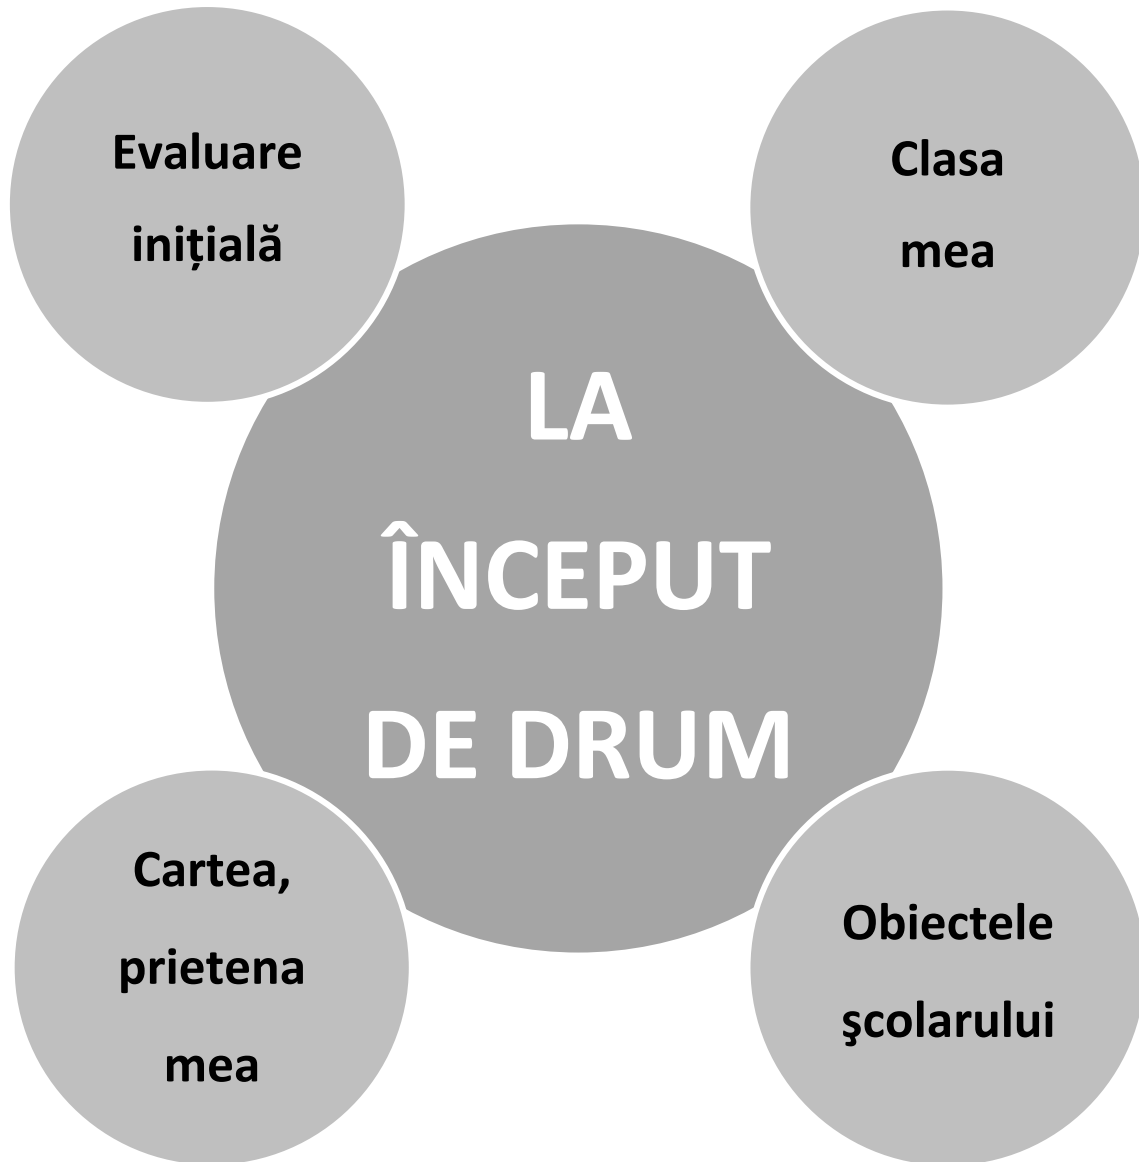 Evaluare
inițială
Clasa
mea
LA
ÎNCEPUT
DE DRUM
Cartea,
prietena
mea
Obiectele
şcolarului